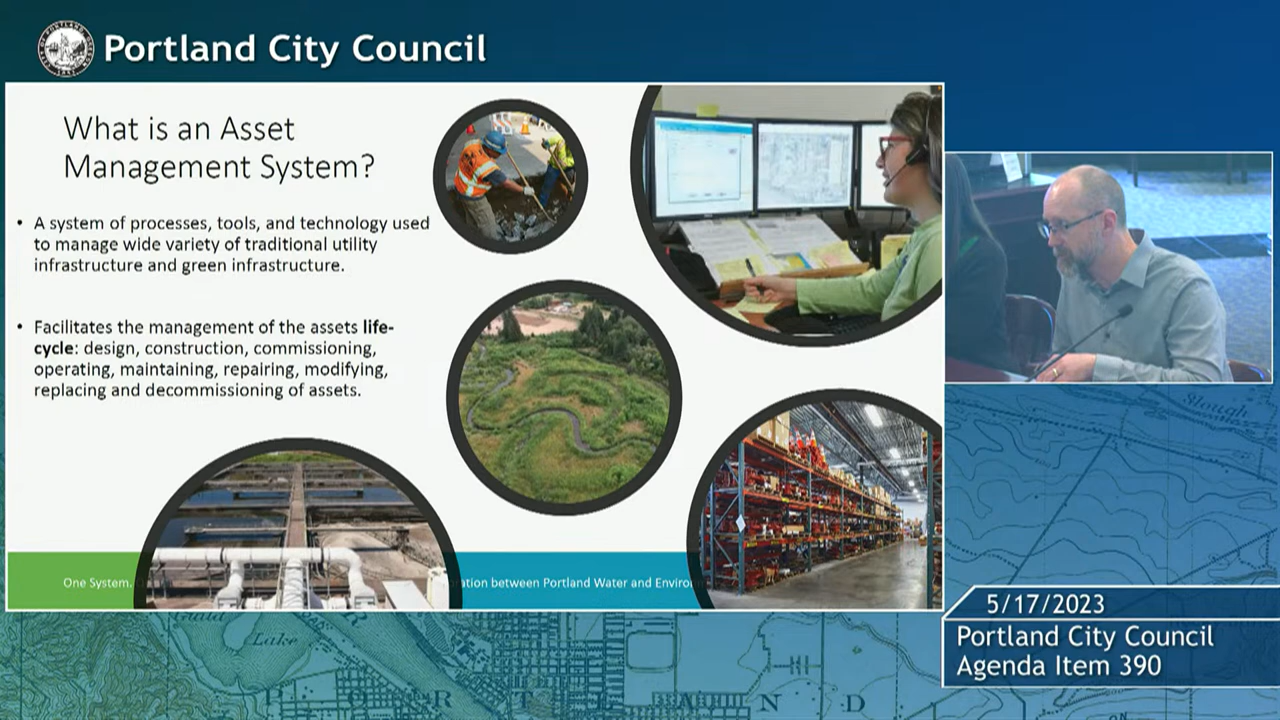 Portland City Council
What is an Asset
Management System?
• A system of processes, tools, and technology used
to manage wide variety of traditional utility
infrastructure and green infrastructure.
• Facilitates the management of the assets life-
cycle: design, construction, commissioning,
operating, maintaining, repairing, modifying,
replacing and decommissioning of assets.
One System.
between Portland Water and
Slough
5/17/2023
Portland City Council
Agenda Item 390
Guild
Lake
R T L A N D